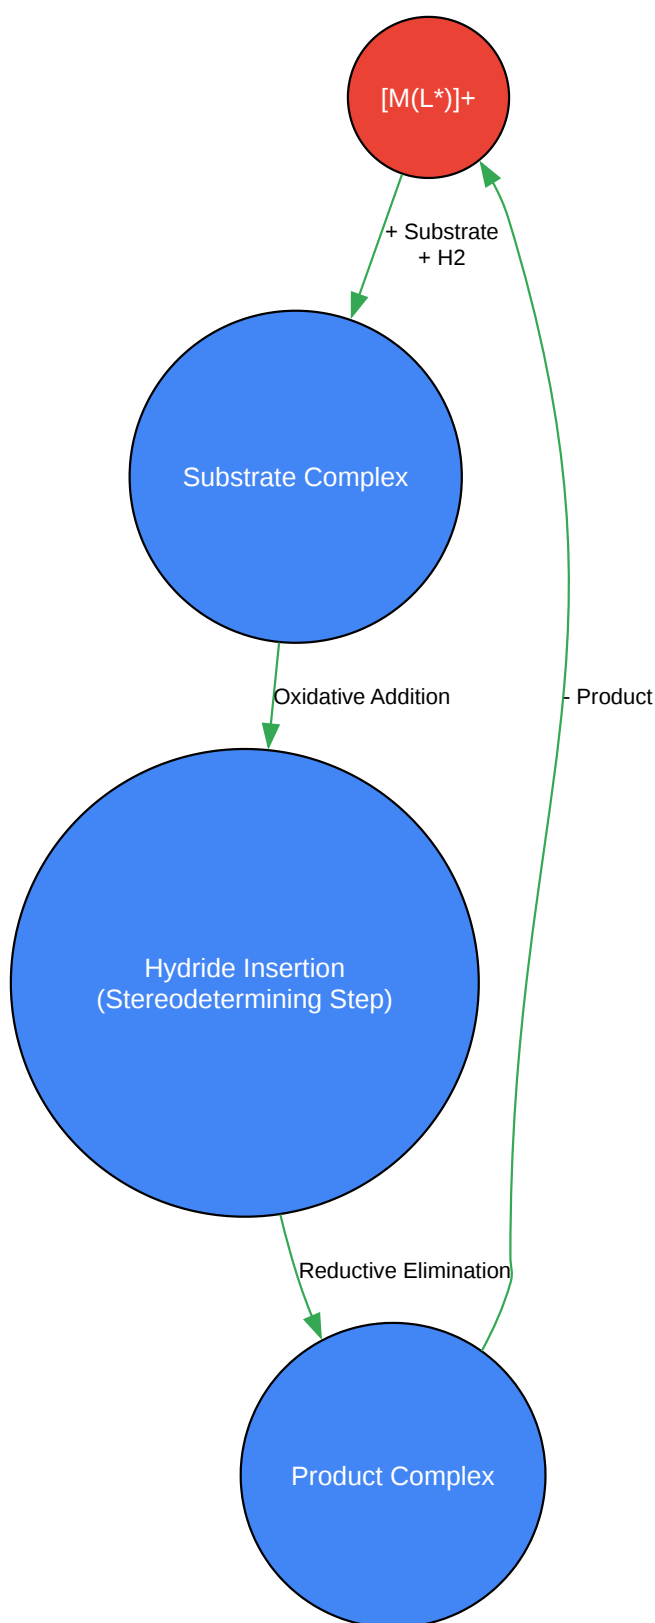 [M(L*)]+
+ Substrate
+ H2
Substrate Complex
Oxidative Addition
- Product
Hydride Insertion
(Stereodetermining Step)
Reductive Elimination
Product Complex